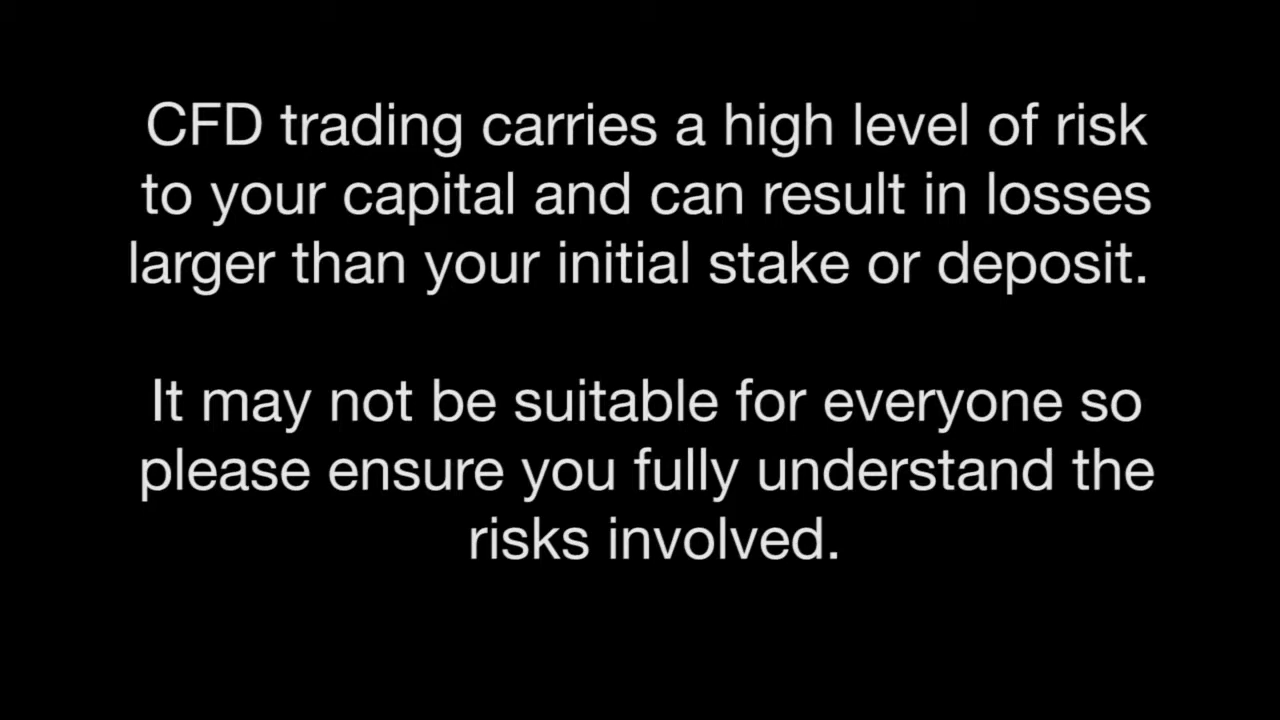 CFD trading carries a high level of risk
to your capital and can result in losses
larger than your initial stake or deposit.
It may not be suitable for everyone so
please ensure you fully understand the
risks involved.